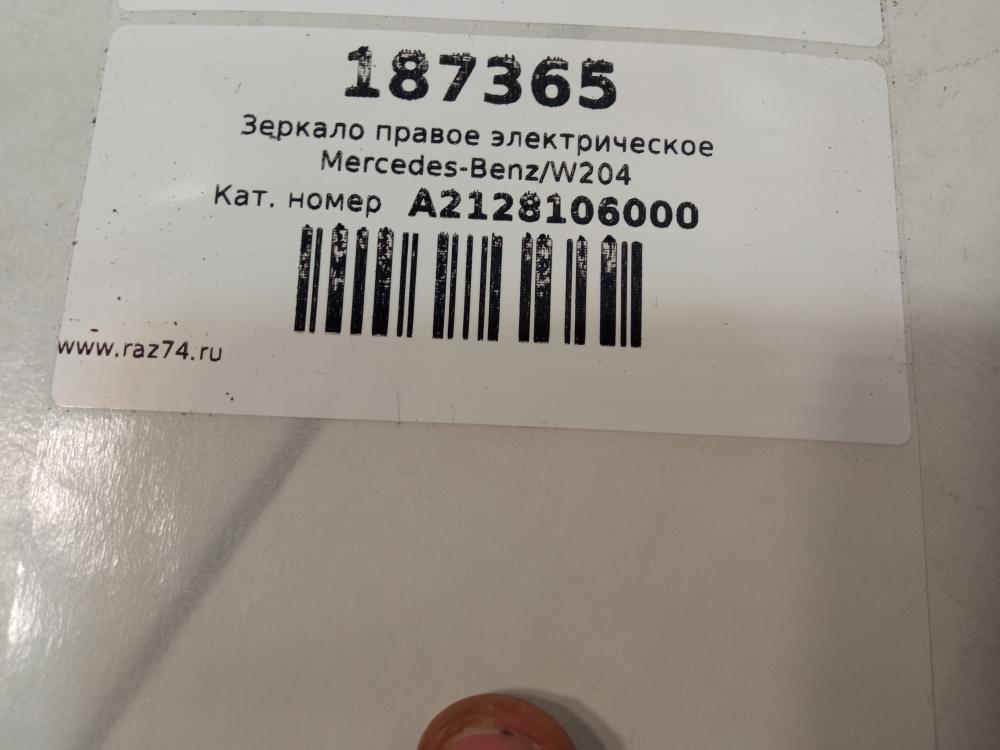 187365
Зеркало правое электрическое
Mercedes-Benz/W204
Кат. номер A2128106000
www.raz74.ru